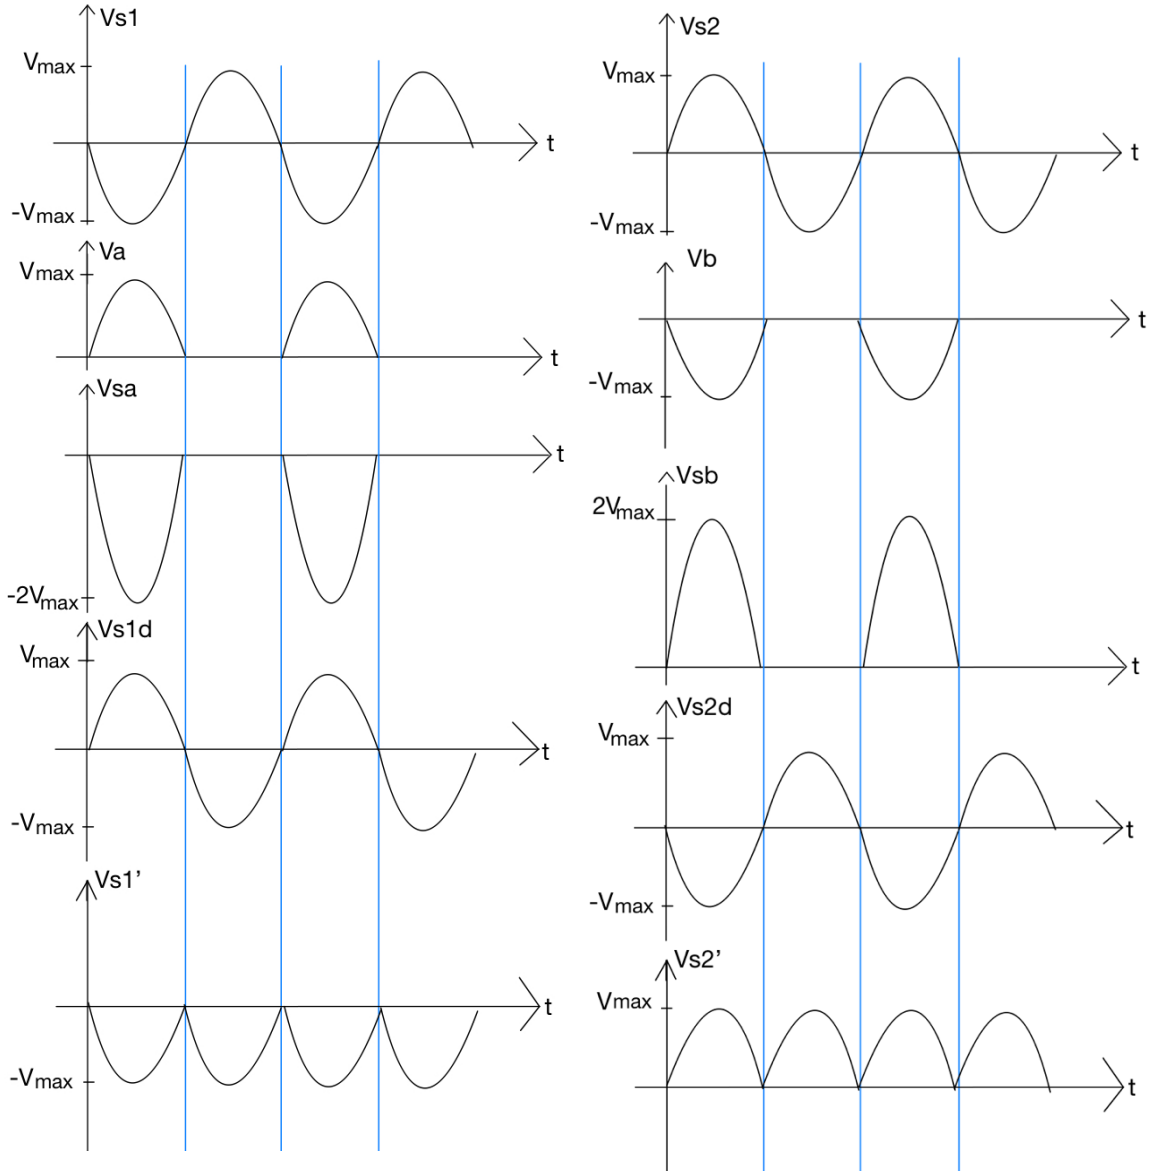 Vs1
Vmax
t
-Vmax
Va
Vmax
t
Vsa
t
-2Vmax
Vs1d
Vmax
t
-Vmax
Vs1’
t
-Vmax
Vs2
Vmax
t
-Vmax
Vb
t
-Vmax
Vsb
2Vmax
t
Vs2d
Vmax
t
-Vmax
Vs2’
Vmax
t